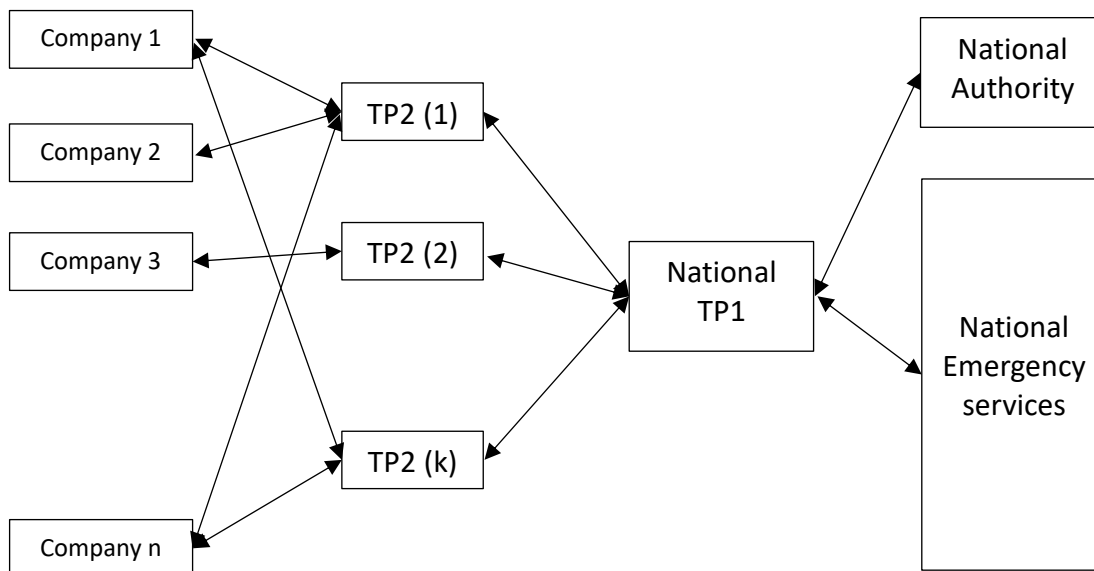 Company 1
Company 2
Company 3
Company n
TP2 (1)
TP2 (2)
TP2 (k)
National
TP1
National
Authority
National
Emergency
services